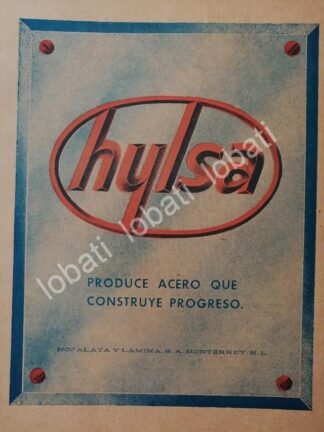 hylsa
lobati lobati lobati
PRODUCE ACERO QUE
CONSTRUYE PROGRESO.
HOJALATA Y LAMINA S. A. MONTERREY N. L.